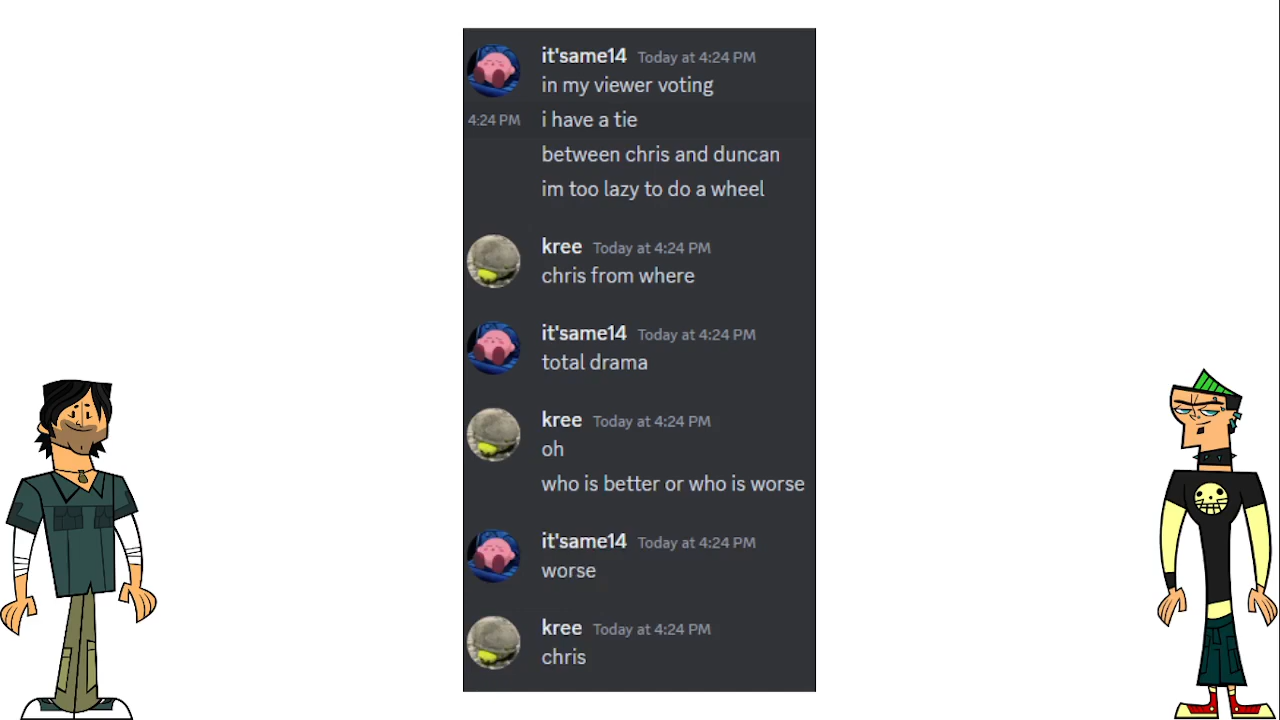 it'same14 Today at 4:24 PM
in my viewer voting
4:24 PM i have a tie
between chris and duncan
im too lazy to do a wheel
kree Today at 4:24 PM
chris from where
it'same14 Today at 4:24 PM
total drama
kree Today at 4:24 PM
oh
who is better or who is worse
it'same14 Today at 4:24 PM
worse
kree Today at 4:24 PM
chris